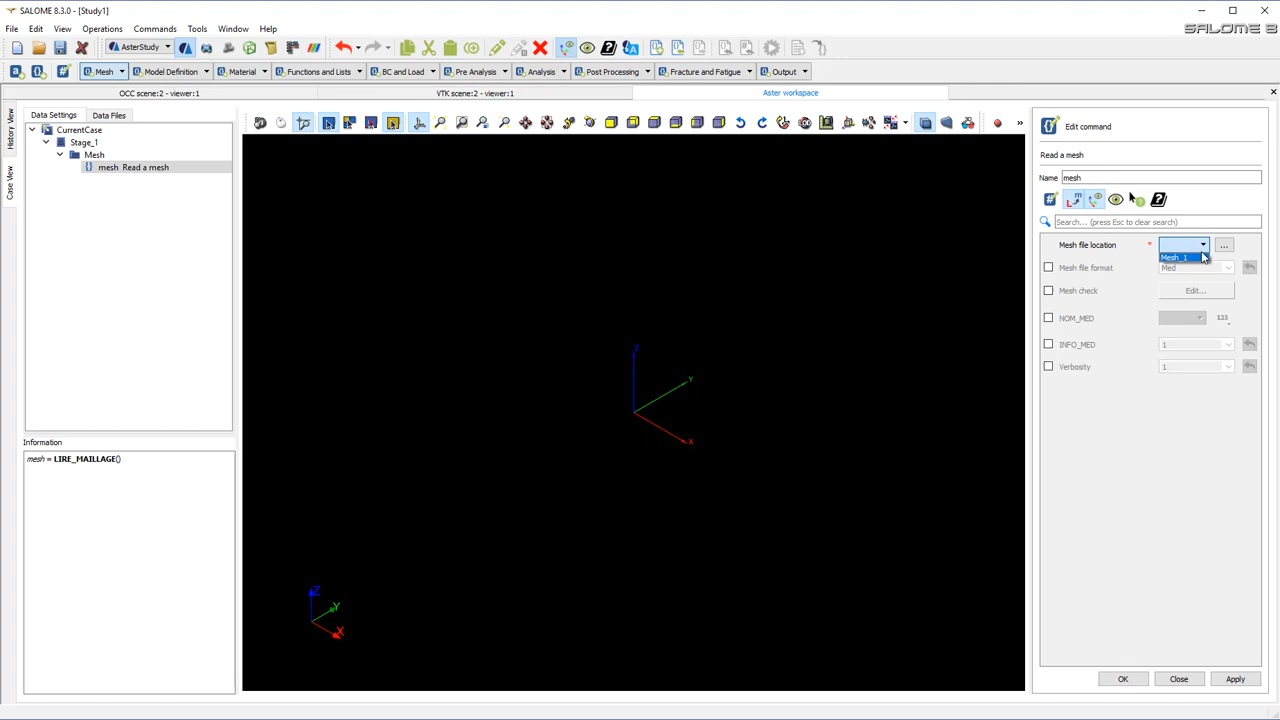 SALOME 8.3.0 - [Study1]
File Edit View Operations Commands Tools Window Help
SALOME 8
AsterStudy
Mesh Model Definition Material Functions and Lists BC and Load Pre Analysis Analysis Post Processing Fracture and Fatigue Output
OCC scene:2 - viewer:1 VTK scene:2 - viewer:1 Aster workspace
History View
Case View
Data Settings Data Files
CurrentCase
Stage_1
Mesh
mesh Read a mesh
Information
mesh = LIRE_MAILLAGE()
Z
Y
X
Z
Y
X
Edit command
Read a mesh
Name mesh
Search... (press Esc to clear search)
Mesh file location * ...
Mesh_1
Mesh file format Med
Mesh check Edit...
NOM_MED 123
INFO_MED 1
Verbosity 1
OK Close Apply